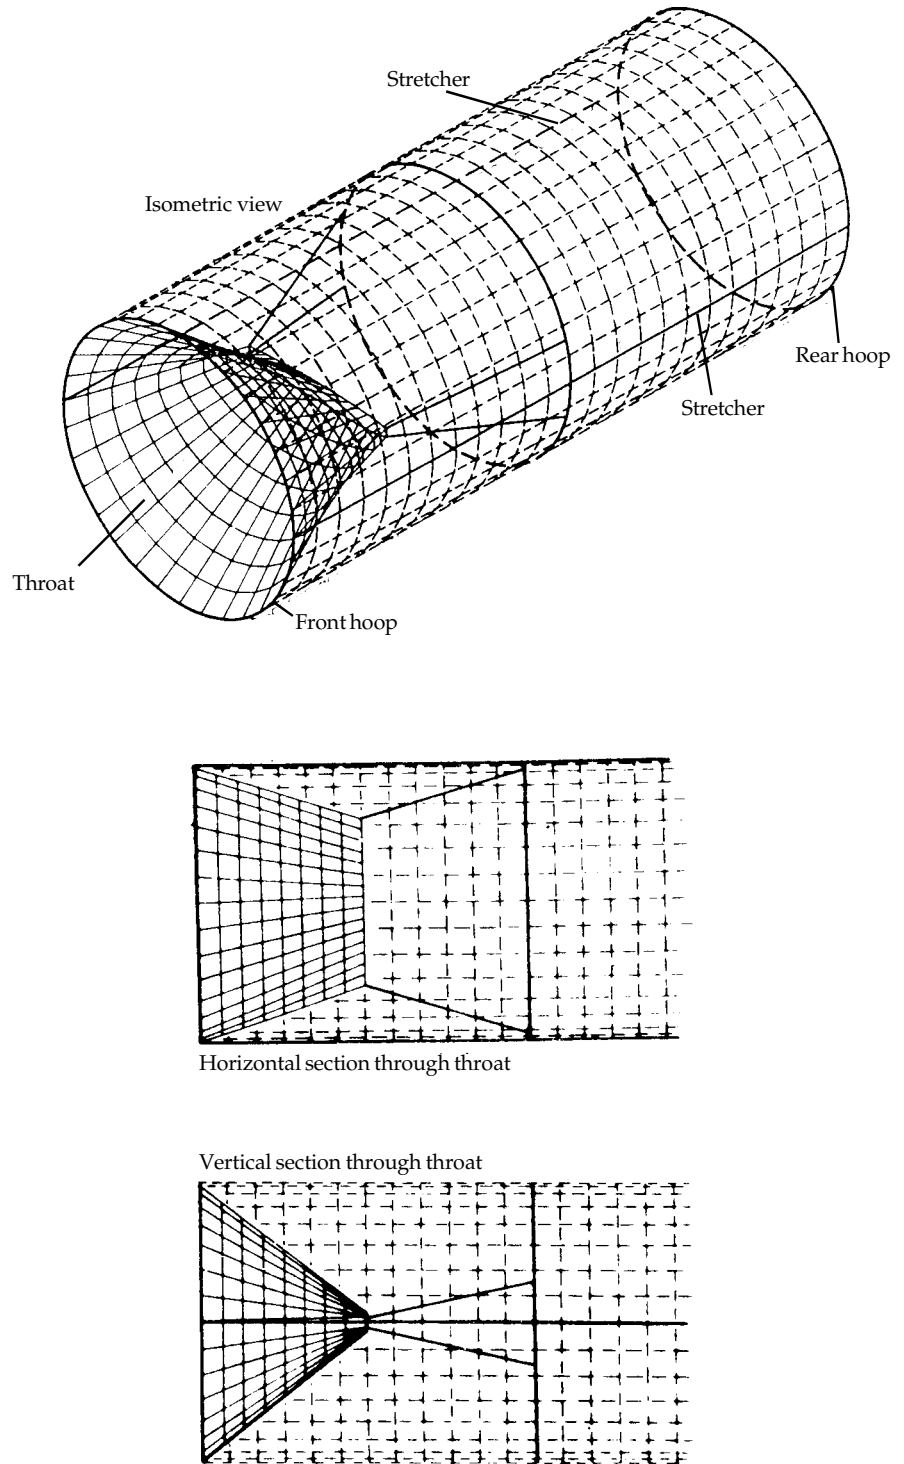 Stretcher
Isometric view
Rear hoop
Stretcher
Throat
Front hoop
Horizontal section through throat
Vertical section through throat